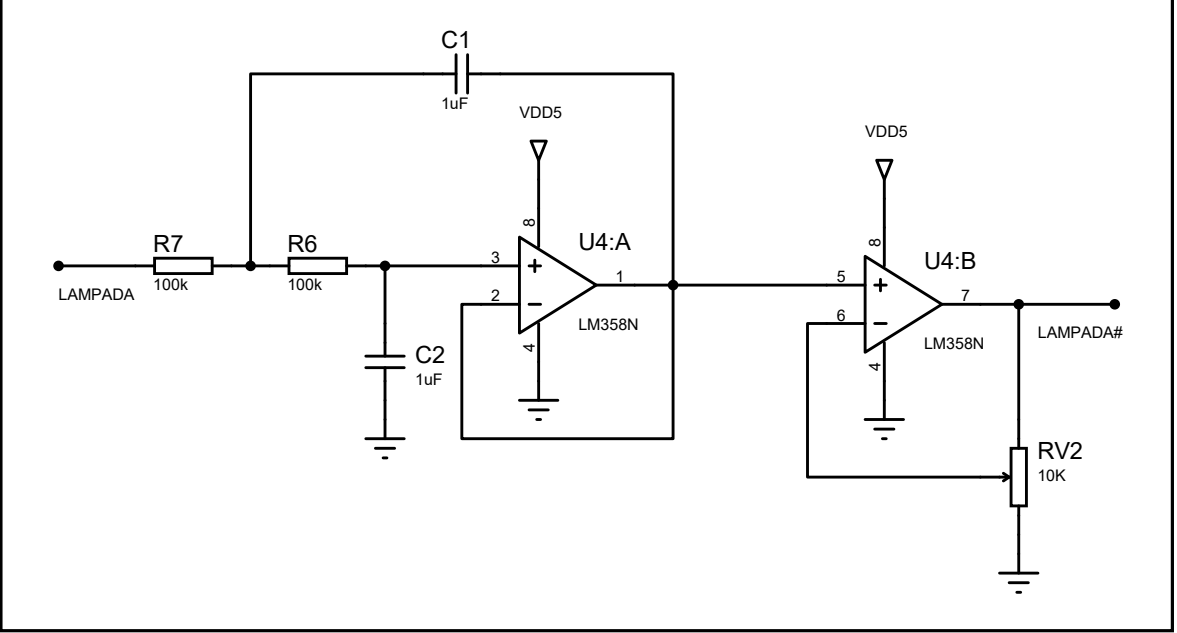 C1
1uF
VDD5
VDD5
R7
100k
R6
100k
LAMPADA
8
3
2
1
4
U4:A
LM358N
C2
1uF
8
5
6
7
4
U4:B
LM358N
LAMPADA#
RV2
10K